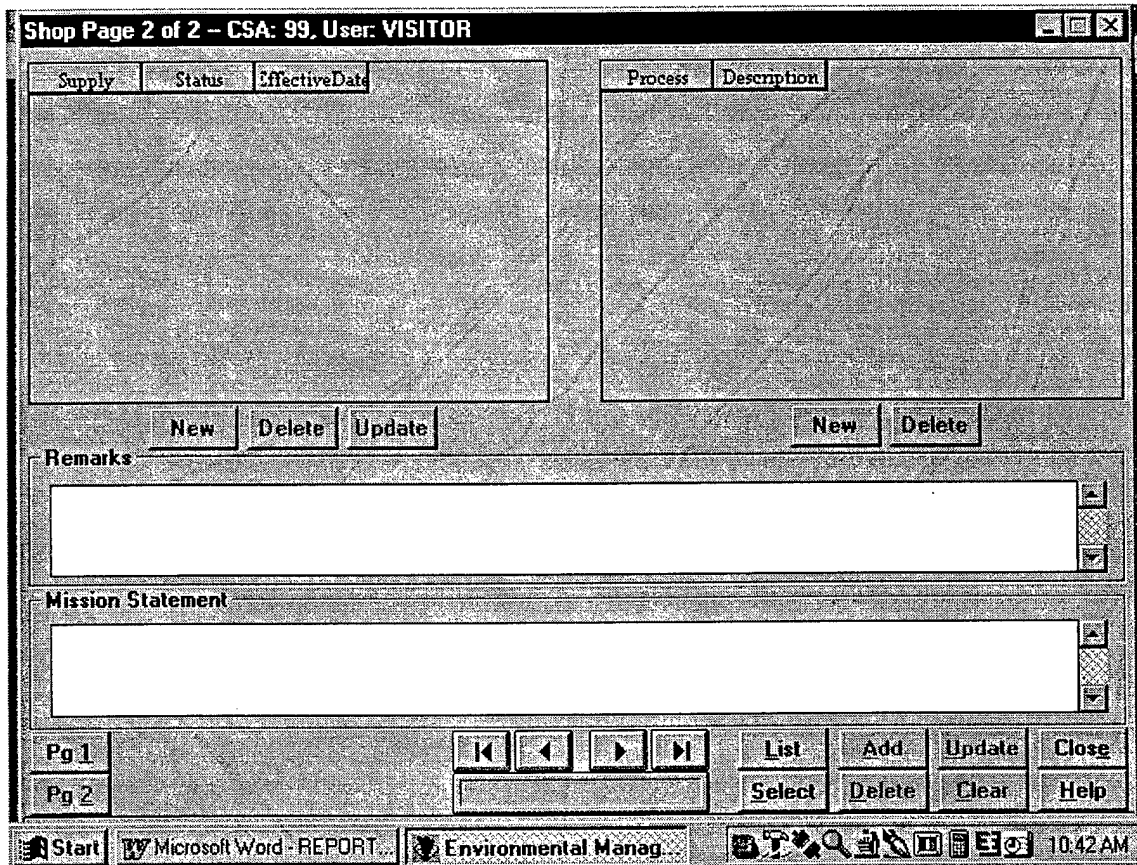 Shop Page 2 of 2 -- CSA: 99, User: VISITOR
Supply Status EffectiveDate Process Description
New Delete Update New Delete
Remarks
Mission Statement
Pg 1 List Add Update Close
Pg 2 Select Delete Clear Help
Start Microsoft Word - REPORT... Environmental Manag... 10:42 AM